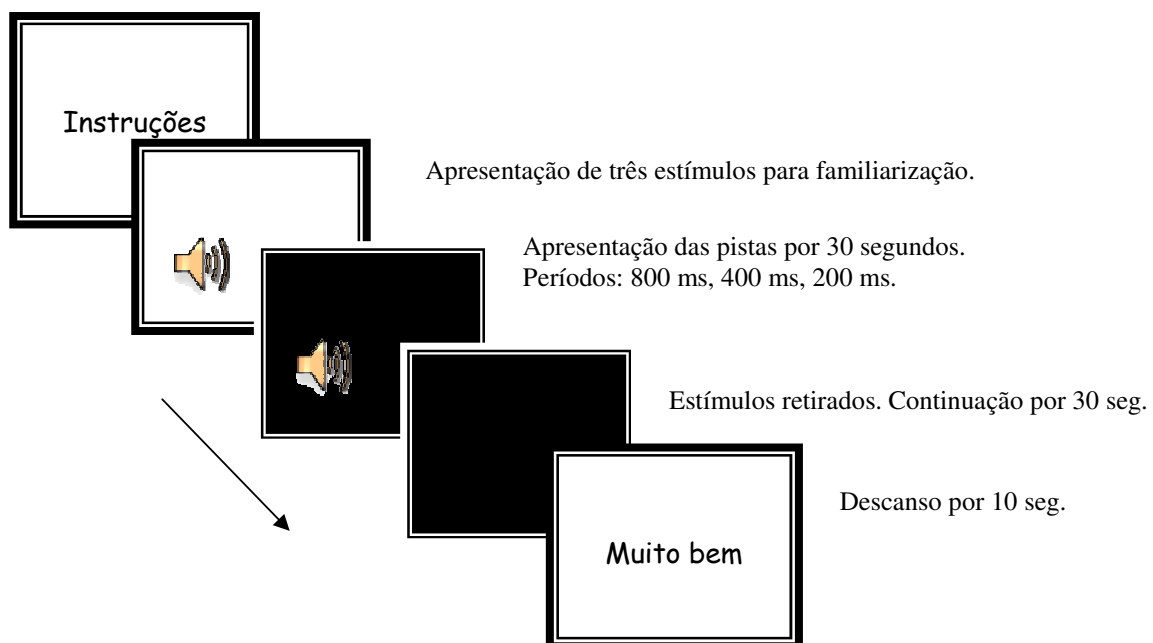 Instruções
Apresentação de três estímulos para familiarização.
Apresentação das pistas por 30 segundos.
Períodos: 800 ms, 400 ms, 200 ms.
Estímulos retirados. Continuação por 30 seg.
Descanso por 10 seg.
Muito bem